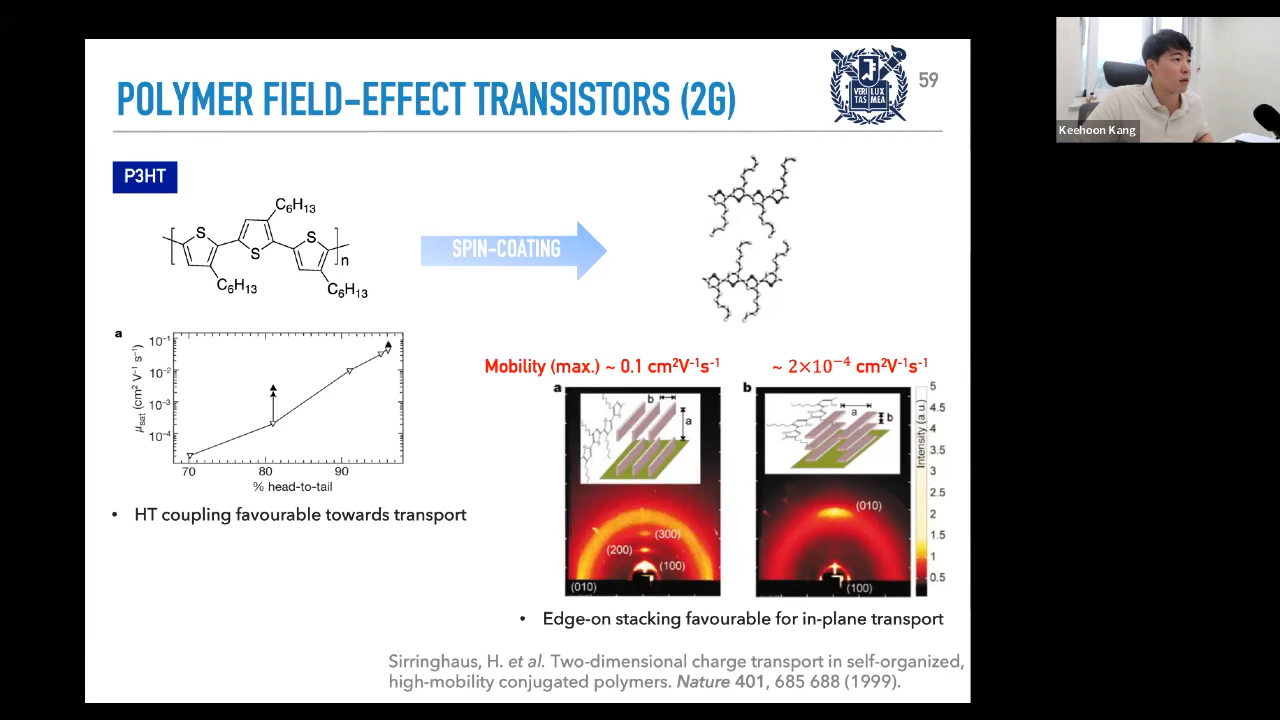 POLYMER FIELD-EFFECT TRANSISTORS (2G)
VERI LUX
TAS MEA
59
Keehoon Kang
P3HT
C6H13
S
S
S
n
C6H13
C6H13
SPIN-COATING
a
10⁻¹
10⁻²
10⁻³
10⁻⁴
μsat (cm² V⁻¹ s⁻¹)
70 80 90
% head-to-tail
• HT coupling favourable towards transport
Mobility (max.) ~ 0.1 cm²V⁻¹s⁻¹
~ 2×10⁻⁴ cm²V⁻¹s⁻¹
a
b
a
(300)
(200)
(100)
(010)
b
a
b
(010)
(100)
Intensity (a.u.)
5
4.5
4
3.5
3
2.5
2
1.5
1
0.5
• Edge-on stacking favourable for in-plane transport
Sirringhaus, H. et al. Two-dimensional charge transport in self-organized,
high-mobility conjugated polymers. Nature 401, 685 688 (1999).